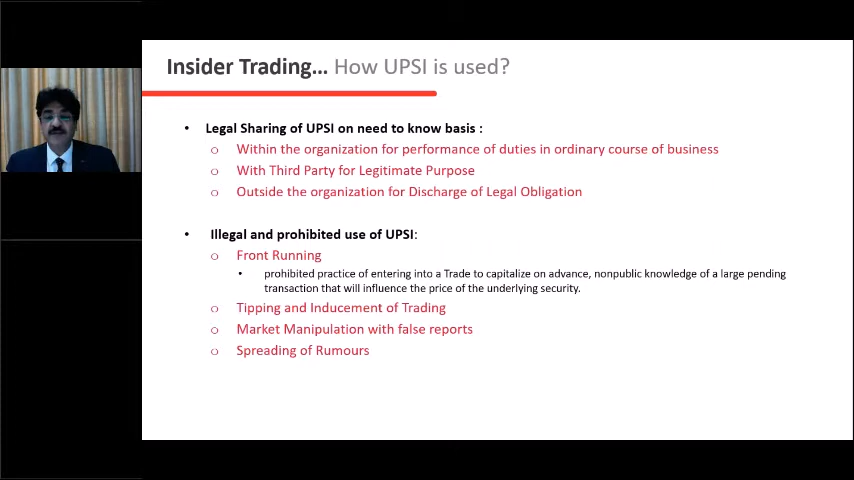 Insider Trading... How UPSI is used?
• Legal Sharing of UPSI on need to know basis :
o Within the organization for performance of duties in ordinary course of business
o With Third Party for Legitimate Purpose
o Outside the organization for Discharge of Legal Obligation
• Illegal and prohibited use of UPSI:
o Front Running
• prohibited practice of entering into a Trade to capitalize on advance, nonpublic knowledge of a large pending
transaction that will influence the price of the underlying security.
o Tipping and Inducement of Trading
o Market Manipulation with false reports
o Spreading of Rumours